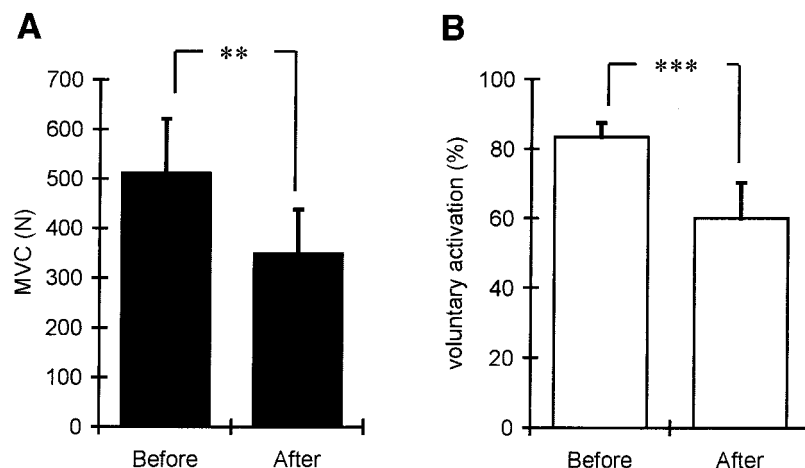 A
**
700
600
500
400
300
200
100
0
MVC (N)
Before After
B
***
100
80
60
40
20
0
voluntary activation (%)
Before After